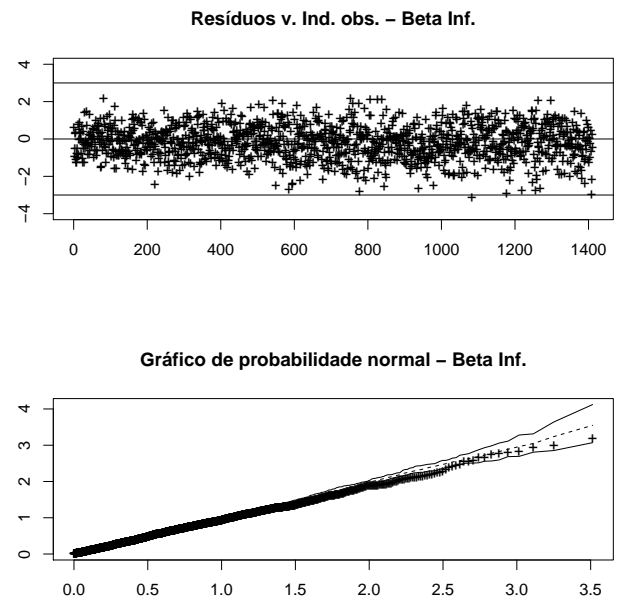 Resíduos v. Ind. obs. – Beta Inf.
4
2
0
−2
−4
0 200 400 600 800 1000 1200 1400
Gráfico de probabilidade normal – Beta Inf.
4
3
2
1
0
0.0 0.5 1.0 1.5 2.0 2.5 3.0 3.5